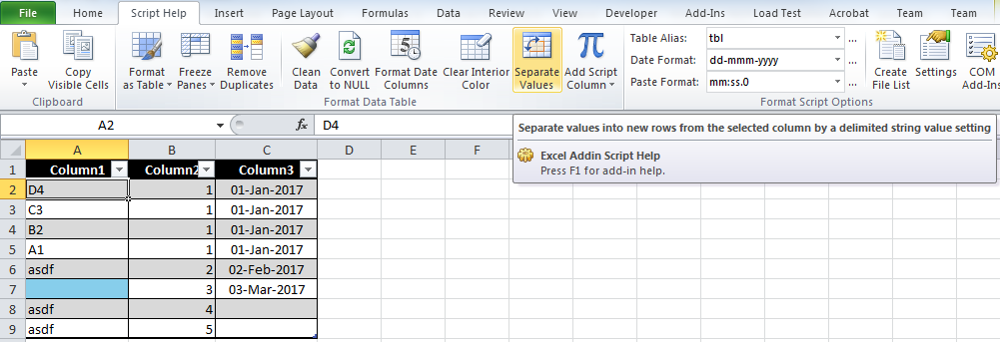 File Home Script Help Insert Page Layout Formulas Data Review View Developer Add-Ins Load Test Acrobat Team Team
Paste
Copy Visible Cells
Clipboard
Format as Table
Freeze Panes
Remove Duplicates
Clean Data
Convert to NULL
Format Date Columns
Clear Interior Color
Separate Values
Add Script Column
Format Data Table
Table Alias: tbl ...
Date Format: dd-mmm-yyyy ...
Paste Format: mm:ss.0 ...
Create File List
Settings
COM Add-Ins
Format Script Options
A2 fx D4
Separate values into new rows from the selected column by a delimited string value setting
Excel Addin Script Help
Press F1 for add-in help.
A B C D E F
1 Column1 Column2 Column3
2 D4 1 01-Jan-2017
3 C3 1 01-Jan-2017
4 B2 1 01-Jan-2017
5 A1 1 01-Jan-2017
6 asdf 2 02-Feb-2017
7 3 03-Mar-2017
8 asdf 4
9 asdf 5